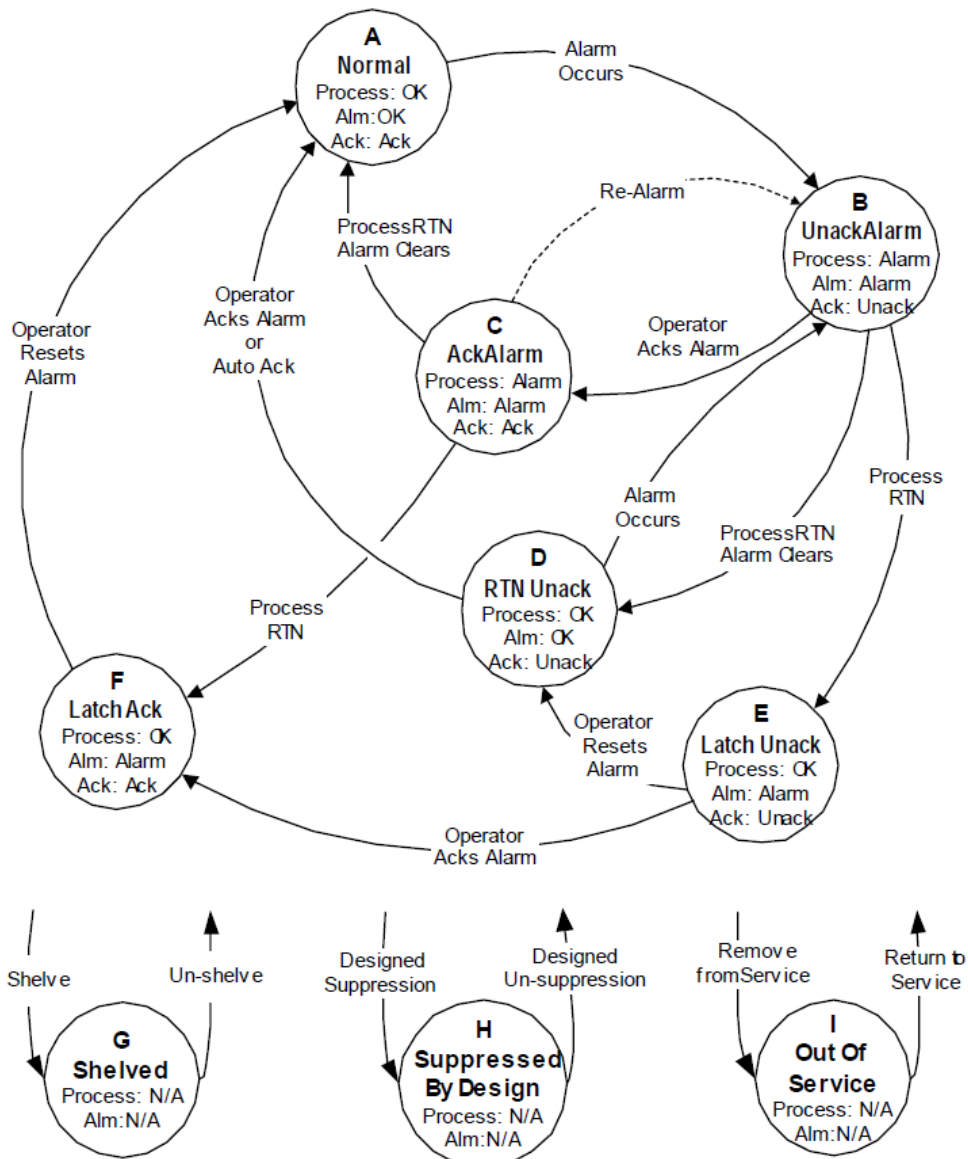 A
Normal
Process: OK
Alm:OK
Ack: Ack
Alarm
Occurs
Re-Alarm
B
UnackAlarm
Process: Alarm
Alm: Alarm
Ack: Unack
ProcessRTN
Alarm Clears
Operator
Acks Alarm
or
Auto Ack
Operator
Resets
Alarm
C
AckAlarm
Process: Alarm
Alm: Alarm
Ack: Ack
Operator
Acks Alarm
Alarm
Occurs
Process
RTN
ProcessRTN
Alarm Clears
D
RTN Unack
Process: OK
Alm: OK
Ack: Unack
Process
RTN
F
Latch Ack
Process: OK
Alm: Alarm
Ack: Ack
Operator
Resets
Alarm
E
Latch Unack
Process: OK
Alm: Alarm
Ack: Unack
Operator
Acks Alarm
Shelve
Un-shelve
Designed
Suppression
Designed
Un-suppression
Remove
fromService
Return to
Service
G
Shelved
Process: N/A
Alm:N/A
H
Suppressed
By Design
Process: N/A
Alm:N/A
I
Out Of
Service
Process: N/A
Alm:N/A